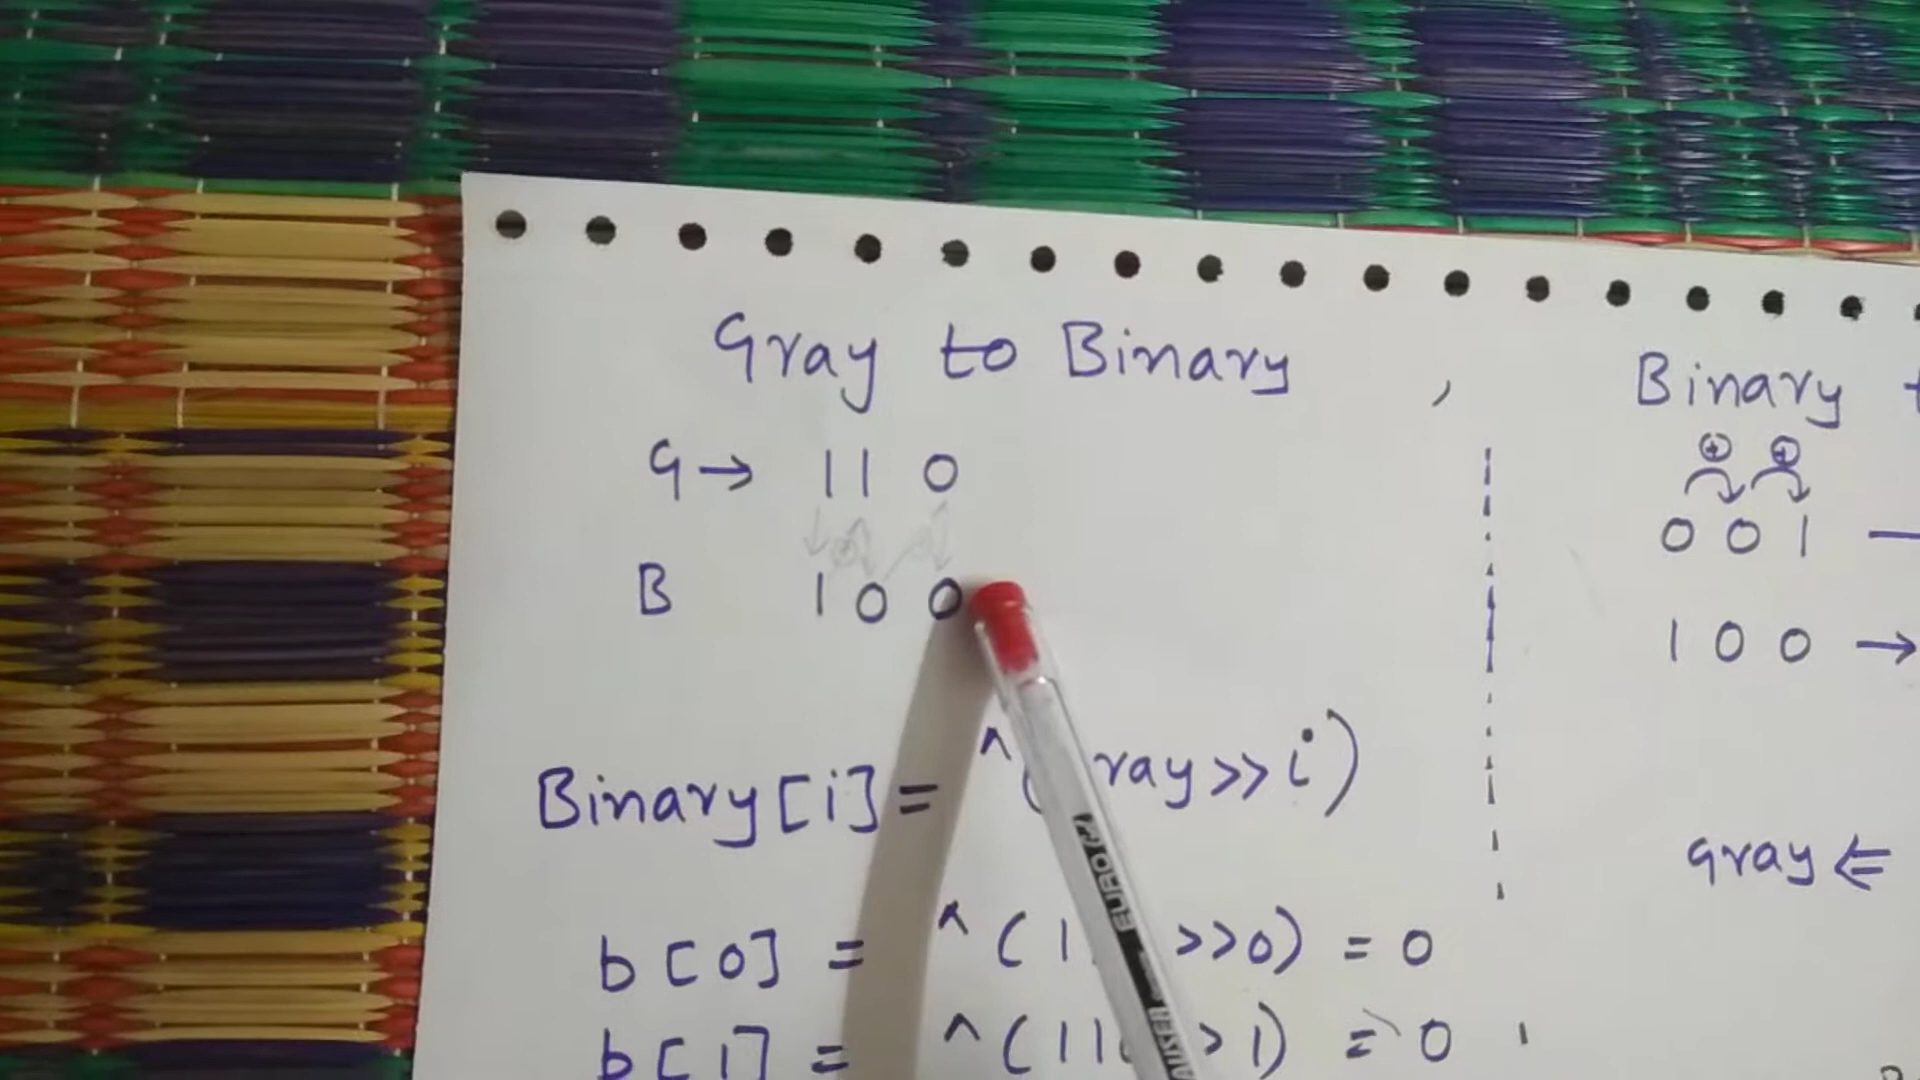 Gray to Binary ,
G → 1 1 0
B 1 0 0
Binary[i] = ^( ray >> i)
b[0] = ^(1 >>0) = 0
b[1] = ^(11 > 1) = 0
Binary
0 0 1
1 0 0 →
gray <=